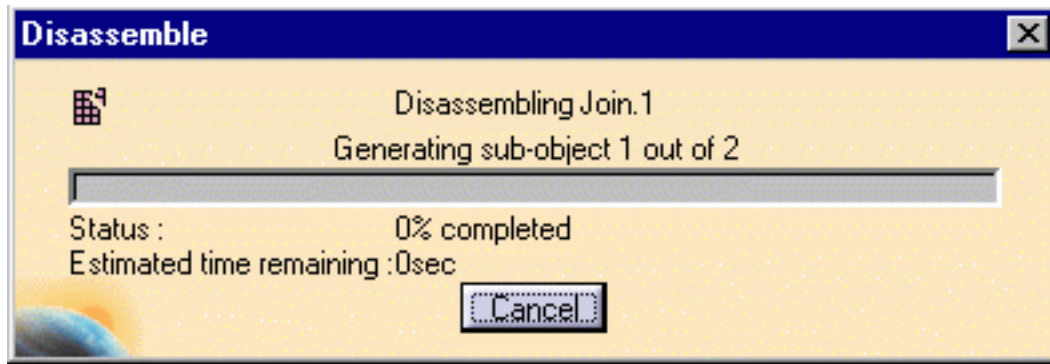 Disassemble
Disassembling Join.1
Generating sub-object 1 out of 2
Status : 0% completed
Estimated time remaining :0sec
Cancel